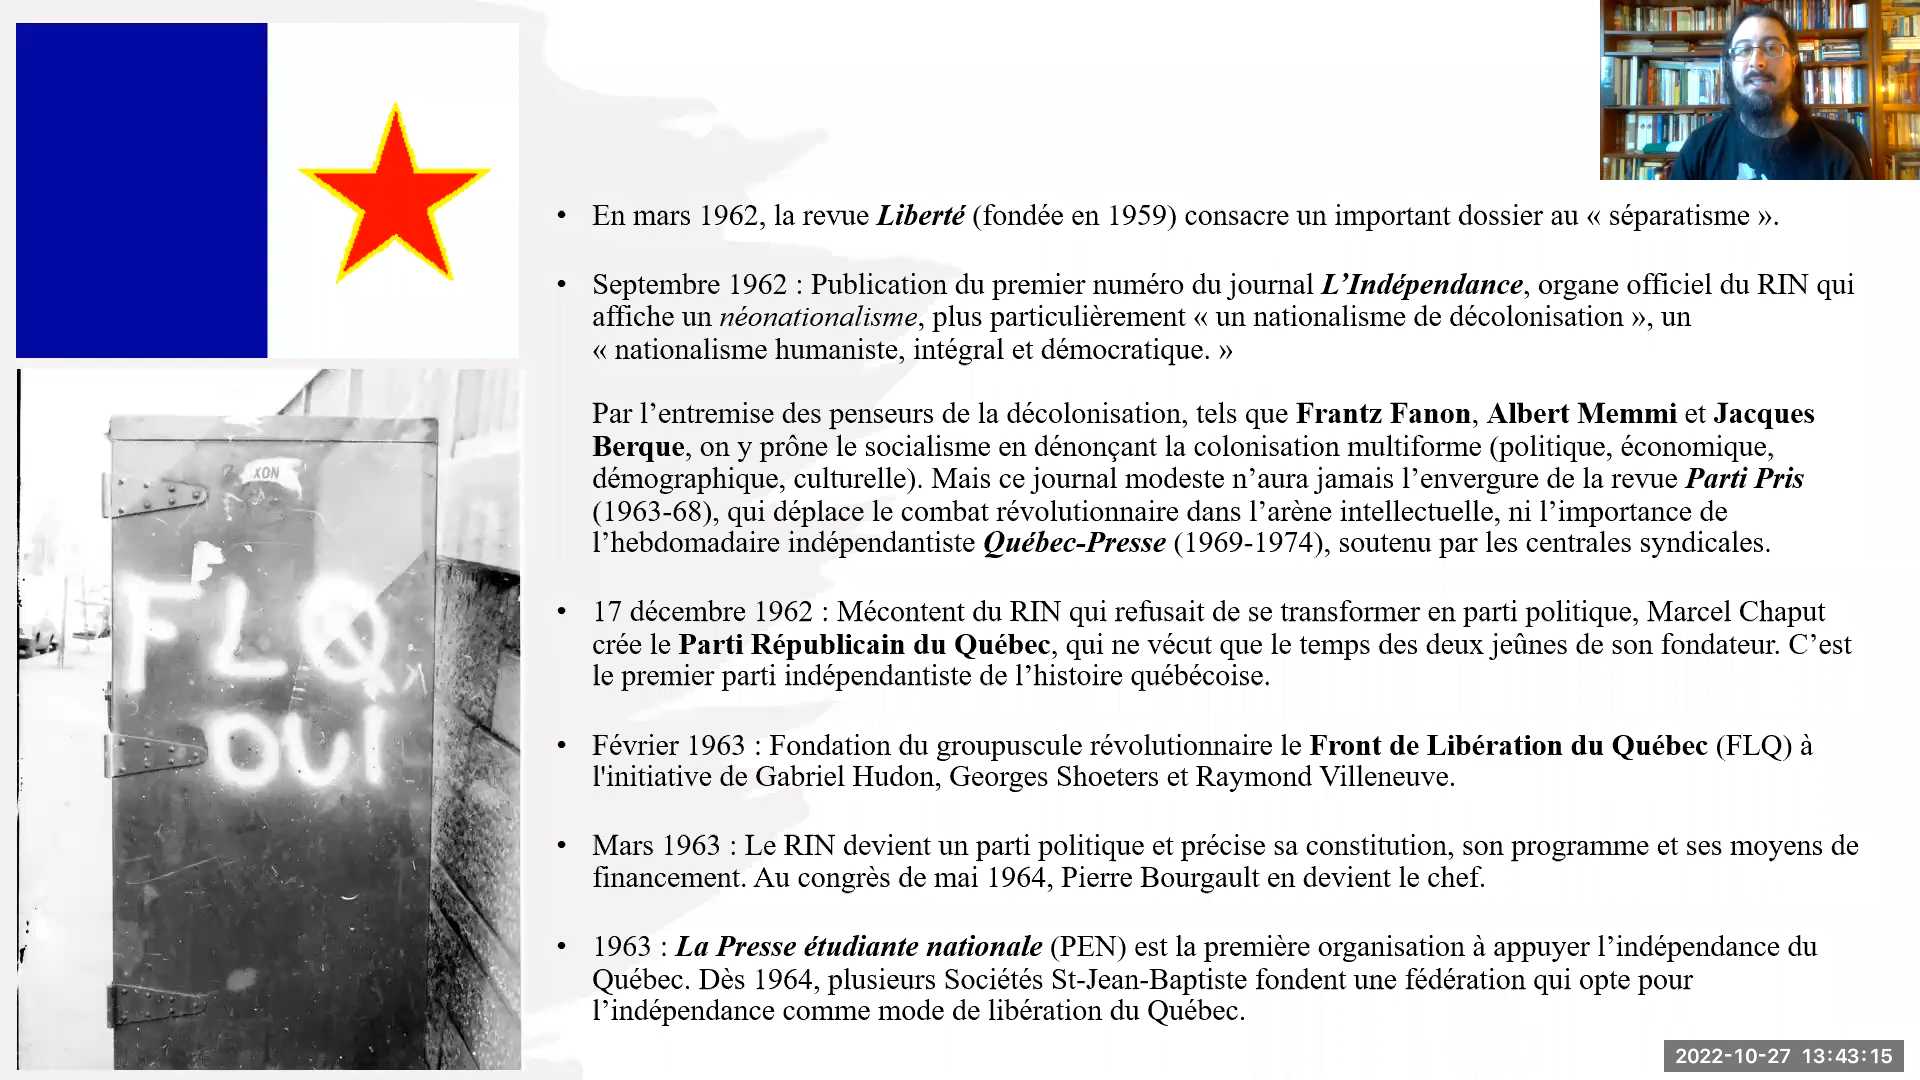 • En mars 1962, la revue Liberté (fondée en 1959) consacre un important dossier au « séparatisme ».
• Septembre 1962 : Publication du premier numéro du journal L’Indépendance, organe officiel du RIN qui
affiche un néonationalisme, plus particulièrement « un nationalisme de décolonisation », un
« nationalisme humaniste, intégral et démocratique. »
Par l’entremise des penseurs de la décolonisation, tels que Frantz Fanon, Albert Memmi et Jacques
Berque, on y prône le socialisme en dénonçant la colonisation multiforme (politique, économique,
démographique, culturelle). Mais ce journal modeste n’aura jamais l’envergure de la revue Parti Pris
(1963-68), qui déplace le combat révolutionnaire dans l’arène intellectuelle, ni l’importance de
l’hebdomadaire indépendantiste Québec-Presse (1969-1974), soutenu par les centrales syndicales.
• 17 décembre 1962 : Mécontent du RIN qui refusait de se transformer en parti politique, Marcel Chaput
crée le Parti Républicain du Québec, qui ne vécut que le temps des deux jeûnes de son fondateur. C’est
le premier parti indépendantiste de l’histoire québécoise.
• Février 1963 : Fondation du groupuscule révolutionnaire le Front de Libération du Québec (FLQ) à
l'initiative de Gabriel Hudon, Georges Shoeters et Raymond Villeneuve.
• Mars 1963 : Le RIN devient un parti politique et précise sa constitution, son programme et ses moyens de
financement. Au congrès de mai 1964, Pierre Bourgault en devient le chef.
• 1963 : La Presse étudiante nationale (PEN) est la première organisation à appuyer l’indépendance du
Québec. Dès 1964, plusieurs Sociétés St-Jean-Baptiste fondent une fédération qui opte pour
l’indépendance comme mode de libération du Québec.
XON
FLQ
OUI
2022-10-27 13:43:15